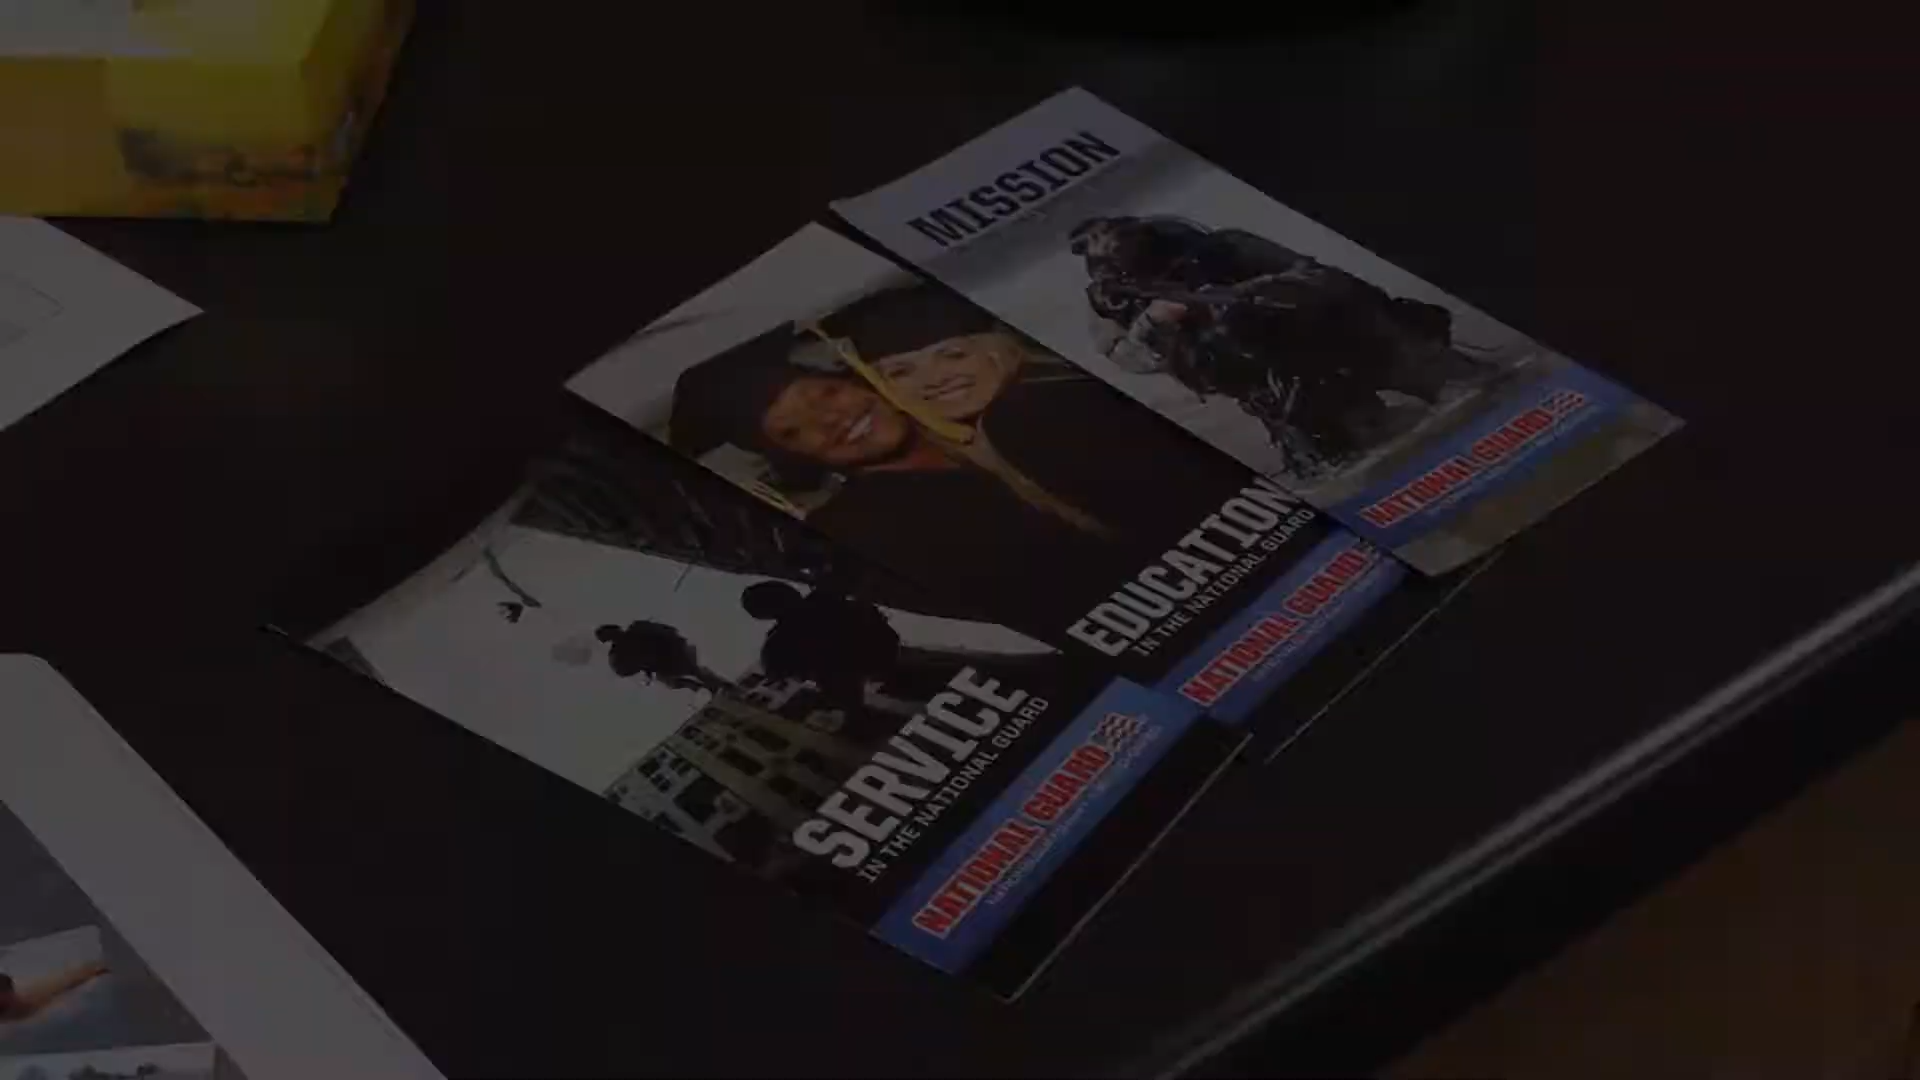 MISSION
NATIONAL GUARD
EDUCATION
IN THE NATIONAL GUARD
NATIONAL GUARD
SERVICE
IN THE NATIONAL GUARD
NATIONAL GUARD